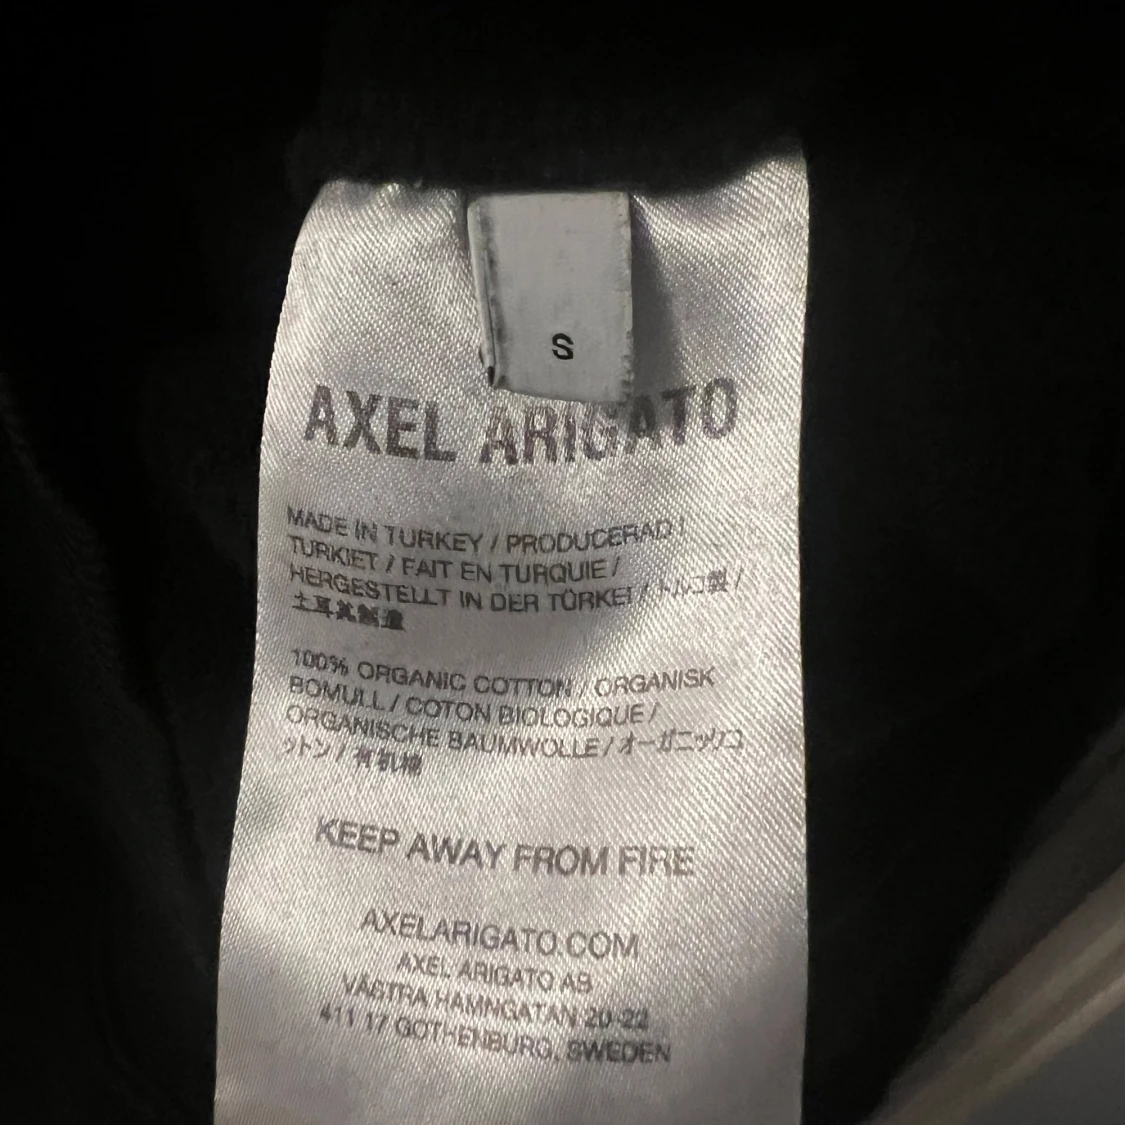 S
AXEL ARIGATO
MADE IN TURKEY / PRODUCERAD I
TURKIET / FAIT EN TURQUIE /
HERGESTELLT IN DER TÜRKEI / トルコ製 /
土耳其製造
100% ORGANIC COTTON / ORGANISK
BOMULL / COTON BIOLOGIQUE /
ORGANISCHE BAUMWOLLE / オーガニックコ
ットン / 有机棉
KEEP AWAY FROM FIRE
AXELARIGATO.COM
AXEL ARIGATO AB
VÄSTRA HAMNGATAN 20-22
411 17 GOTHENBURG, SWEDEN